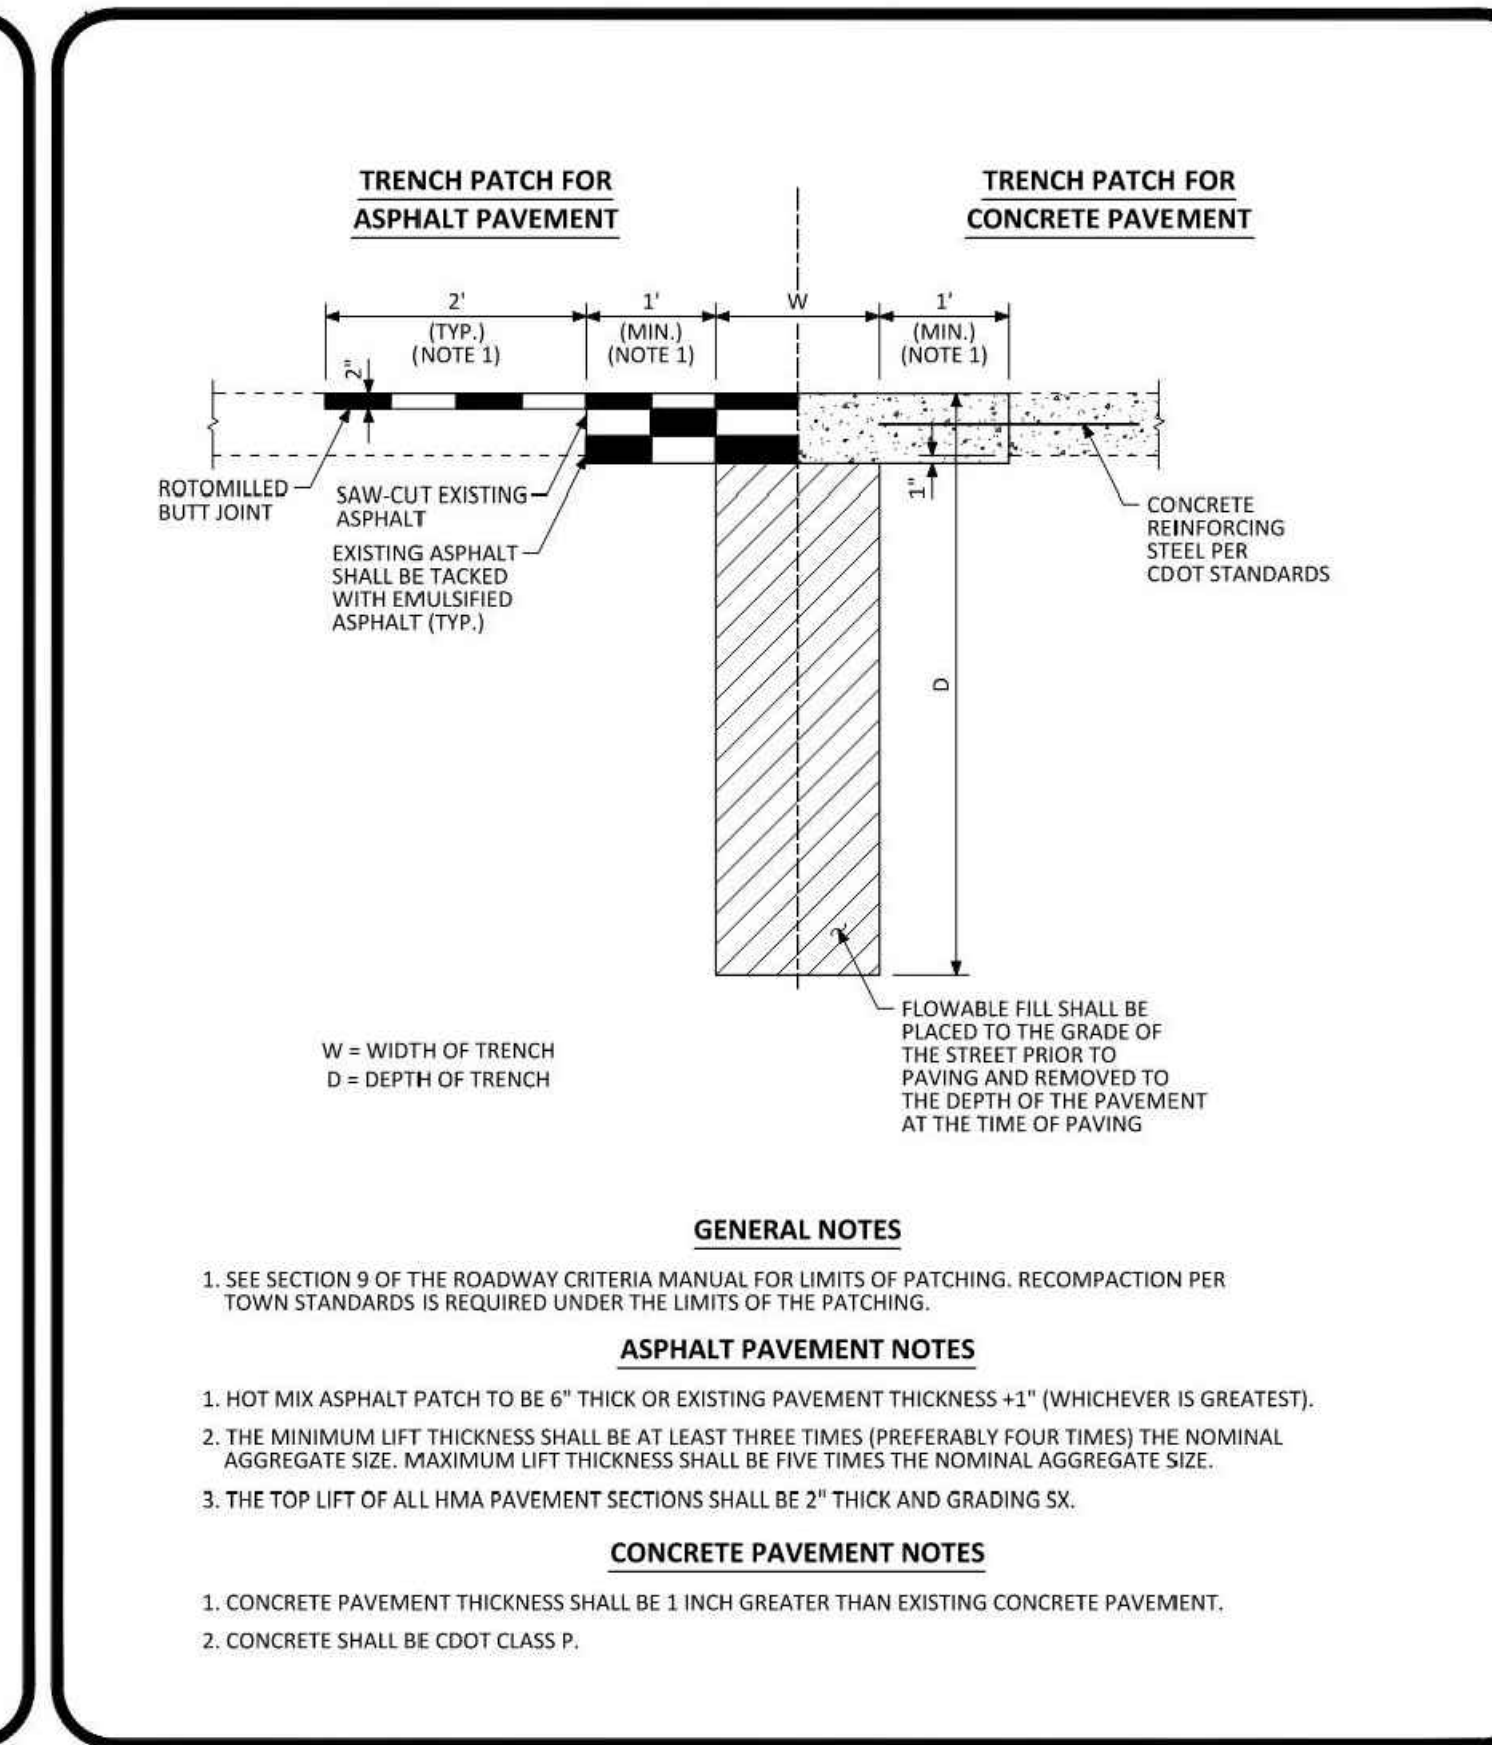 TRENCH PATCH FOR
ASPHALT PAVEMENT
TRENCH PATCH FOR
CONCRETE PAVEMENT
2'
(TYP.)
(NOTE 1)
1'
(MIN.)
(NOTE 1)
W
1'
(MIN.)
(NOTE 1)
2"
ROTOMILLED
BUTT JOINT
SAW-CUT EXISTING
ASPHALT
EXISTING ASPHALT
SHALL BE TACKED
WITH EMULSIFIED
ASPHALT (TYP.)
1"
CONCRETE
REINFORCING
STEEL PER
CDOT STANDARDS
D
FLOWABLE FILL SHALL BE
PLACED TO THE GRADE OF
THE STREET PRIOR TO
PAVING AND REMOVED TO
THE DEPTH OF THE PAVEMENT
AT THE TIME OF PAVING
W = WIDTH OF TRENCH
D = DEPTH OF TRENCH
GENERAL NOTES
1. SEE SECTION 9 OF THE ROADWAY CRITERIA MANUAL FOR LIMITS OF PATCHING. RECOMPACTION PER
TOWN STANDARDS IS REQUIRED UNDER THE LIMITS OF THE PATCHING.
ASPHALT PAVEMENT NOTES
1. HOT MIX ASPHALT PATCH TO BE 6" THICK OR EXISTING PAVEMENT THICKNESS +1" (WHICHEVER IS GREATEST).
2. THE MINIMUM LIFT THICKNESS SHALL BE AT LEAST THREE TIMES (PREFERABLY FOUR TIMES) THE NOMINAL
AGGREGATE SIZE. MAXIMUM LIFT THICKNESS SHALL BE FIVE TIMES THE NOMINAL AGGREGATE SIZE.
3. THE TOP LIFT OF ALL HMA PAVEMENT SECTIONS SHALL BE 2" THICK AND GRADING SX.
CONCRETE PAVEMENT NOTES
1. CONCRETE PAVEMENT THICKNESS SHALL BE 1 INCH GREATER THAN EXISTING CONCRETE PAVEMENT.
2. CONCRETE SHALL BE CDOT CLASS P.